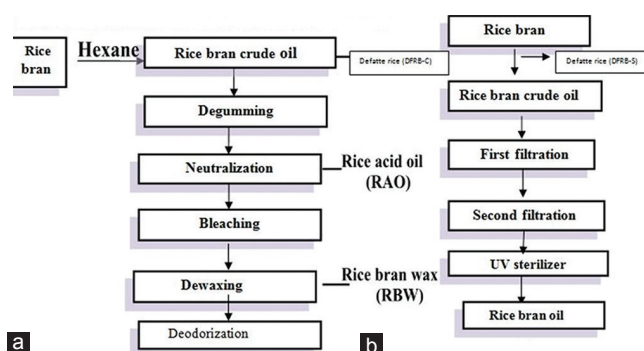 Rice
bran
Hexane
Rice bran crude oil
Defatte rice (DFRB-C)
Degumming
Neutralization
Rice acid oil
(RAO)
Bleaching
Dewaxing
Rice bran wax
(RBW)
Deodorization
a
Rice bran
Defatte rice (DFRB-S)
Rice bran crude oil
First filtration
Second filtration
UV sterilizer
Rice bran oil
b